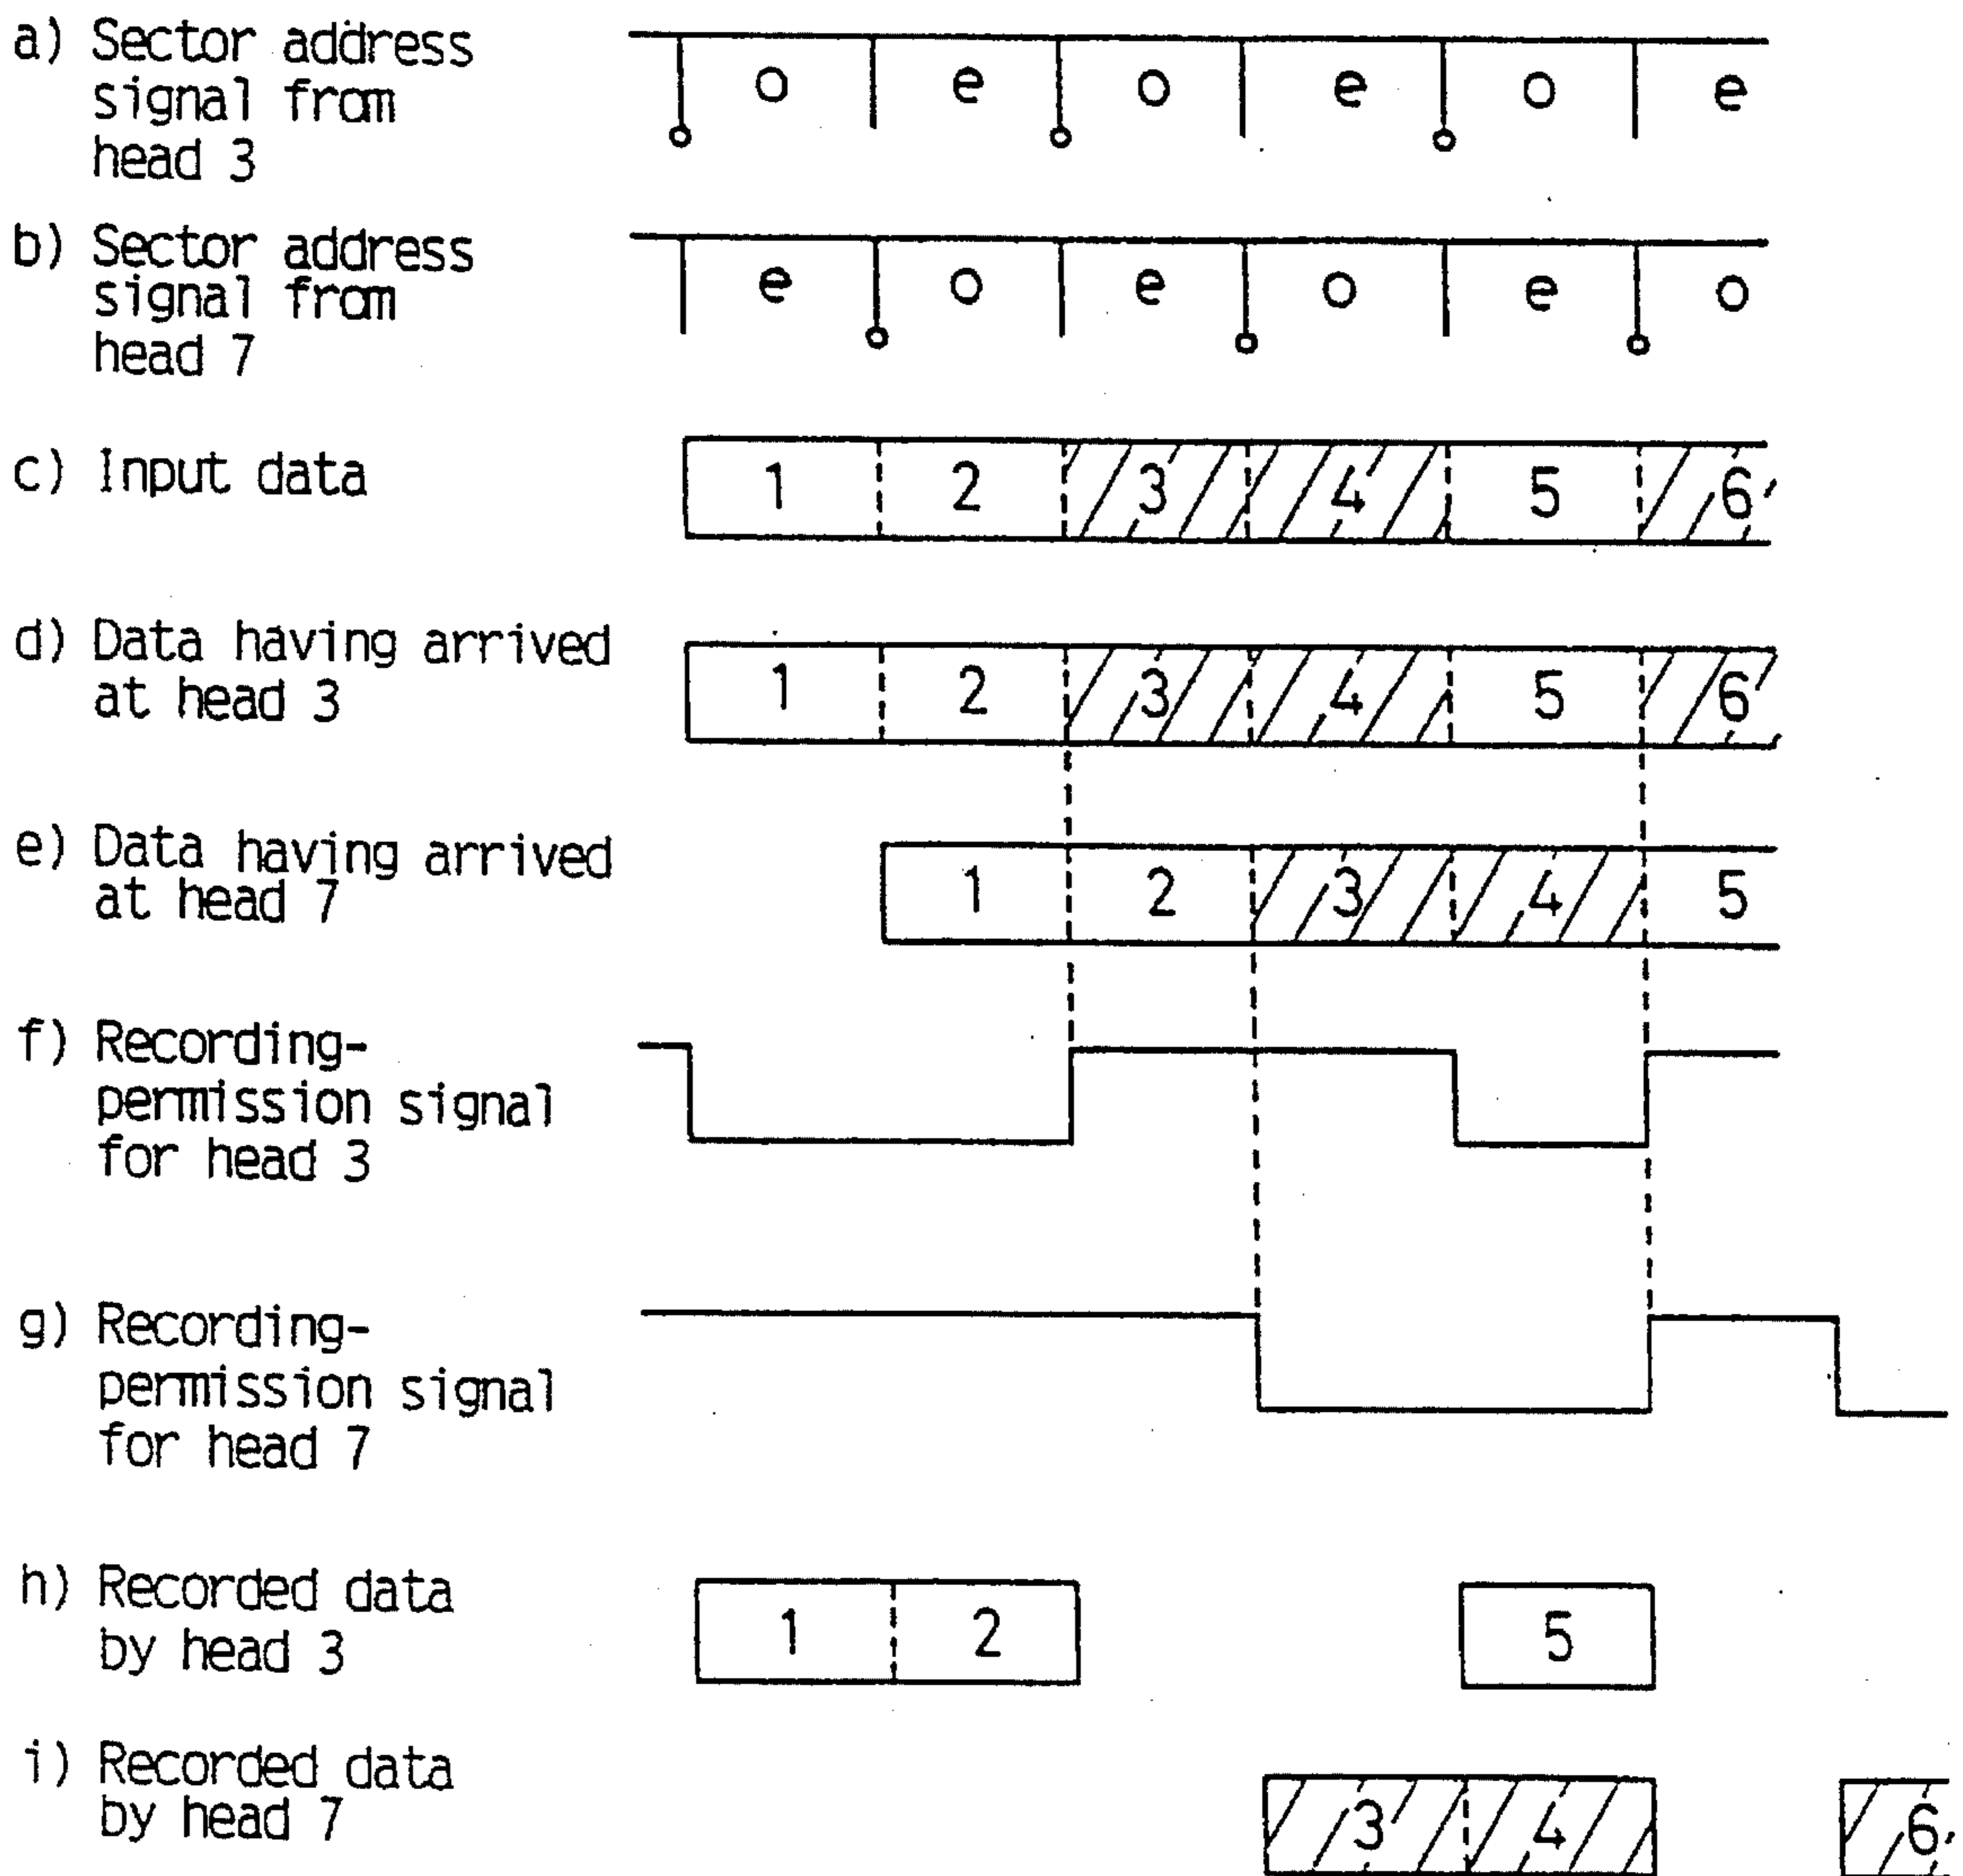 a) Sector address
signal from
head 3
o e o e o e
b) Sector address
signal from
head 7
e o e o e o
c) Input data
1 2 3 4 5 6
d) Data having arrived
at head 3
1 2 3 4 5 6
e) Data having arrived
at head 7
1 2 3 4 5
f) Recording-
permission signal
for head 3
g) Recording-
permission signal
for head 7
h) Recorded data
by head 3
1 2 5
i) Recorded data
by head 7
3 4 6